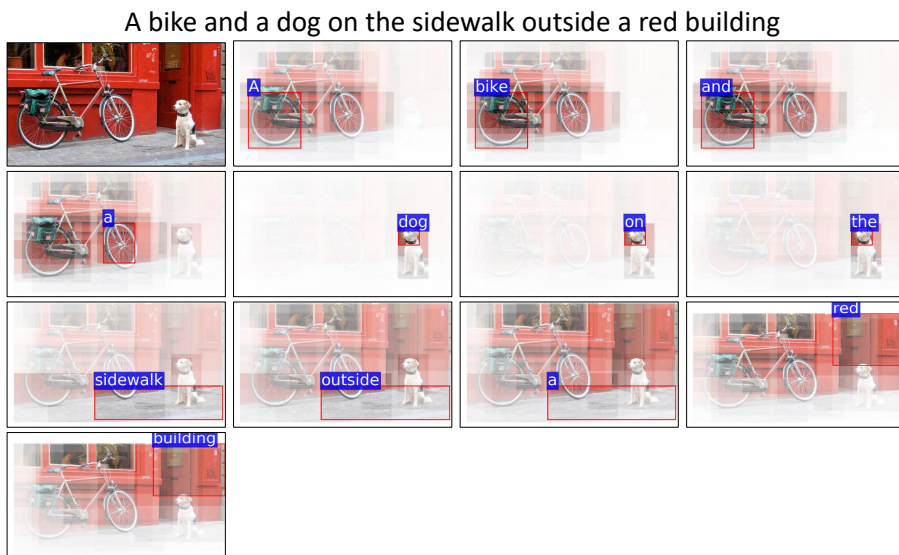 A bike and a dog on the sidewalk outside a red building
A
bike
and
a
dog
on
the
sidewalk
outside
a
red
building